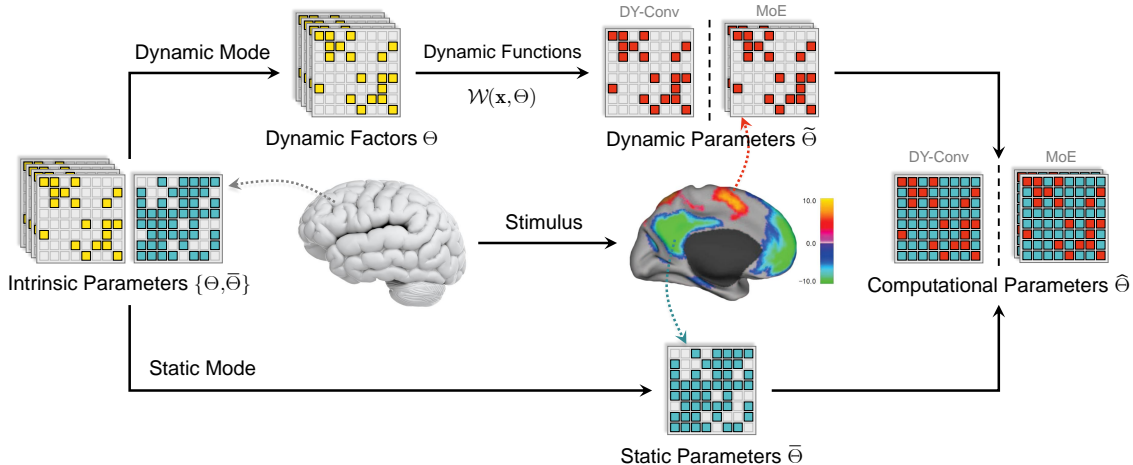 DY-Conv
MoE
Dynamic Mode
Dynamic Functions
𝒲(x,Θ)
Dynamic Factors Θ
Dynamic Parameters Θ̃
DY-Conv
MoE
Stimulus
10.0
0.0
−10.0
Intrinsic Parameters {Θ,Θ̄}
Computational Parameters Θ̂
Static Mode
Static Parameters Θ̄